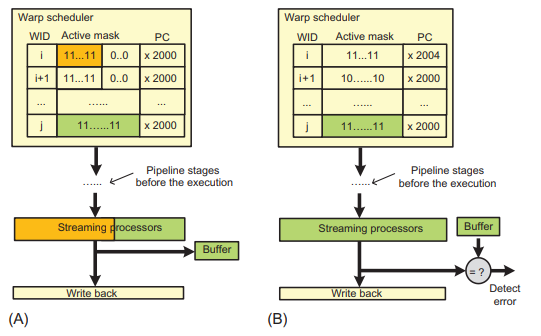 Warp scheduler
WID Active mask PC
i 11...11 0..0 x 2000
i+1 11...11 0..0 x 2000
... ...... ...
j 11......11 x 2000
...... Pipeline stages
before the execution
Streaming processors
Buffer
Write back
(A)
Warp scheduler
WID Active mask PC
i 11...11 x 2004
i+1 10......10 x 2000
... ...... ...
j 11......11 x 2000
...... Pipeline stages
before the execution
Streaming processors Buffer
= ?
Detect
error
Write back
(B)